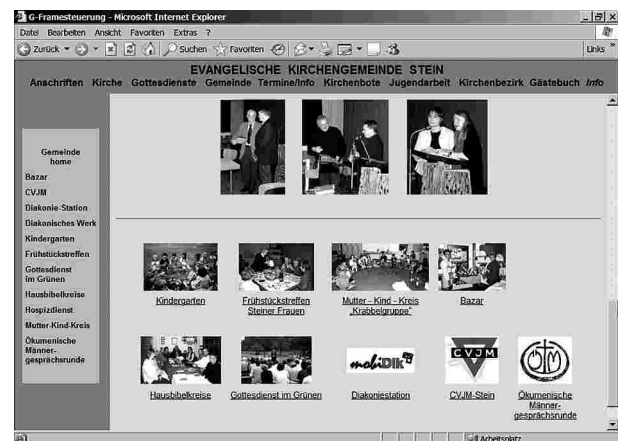 G-Framesteuerung - Microsoft Internet Explorer
Datei Bearbeiten Ansicht Favoriten Extras ?
Zurück Suchen Favoriten Links »
EVANGELISCHE KIRCHENGEMEINDE STEIN
Anschriften Kirche Gottesdienste Gemeinde Termine/Info Kirchenbote Jugendarbeit Kirchenbezirk Gästebuch Info
Gemeinde
home
Bazar
CVJM
Diakonie-Station
Diakonisches Werk
Kindergarten
Frühstückstreffen
Gottesdienst
im Grünen
Hausbibelkreise
Hospizdienst
Mutter-Kind-Kreis
Ökumenische
Männer-
gesprächsrunde
Kindergarten
Frühstückstreffen
Steiner Frauen
Mutter - Kind - Kreis
„Krabbelgruppe"
Bazar
mobiDik
CVJM
Hausbibelkreise
Gottesdienst im Grünen
Diakoniestation
CVJM-Stein
Ökumenische
Männer-
gesprächsrunde
Arbeitsplatz